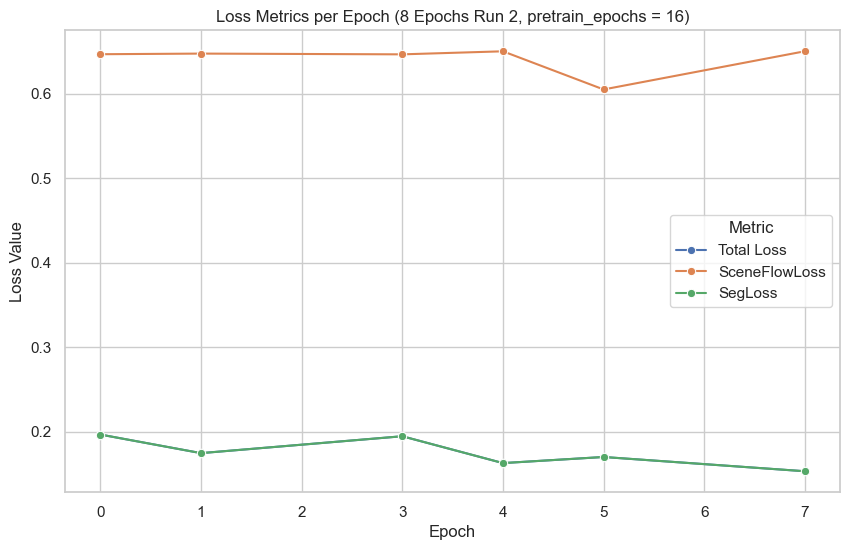 Loss Metrics per Epoch (8 Epochs Run 2, pretrain_epochs = 16)
Loss Value
0.6
0.5
0.4
0.3
0.2
Metric
Total Loss
SceneFlowLoss
SegLoss
0 1 2 3 4 5 6 7
Epoch